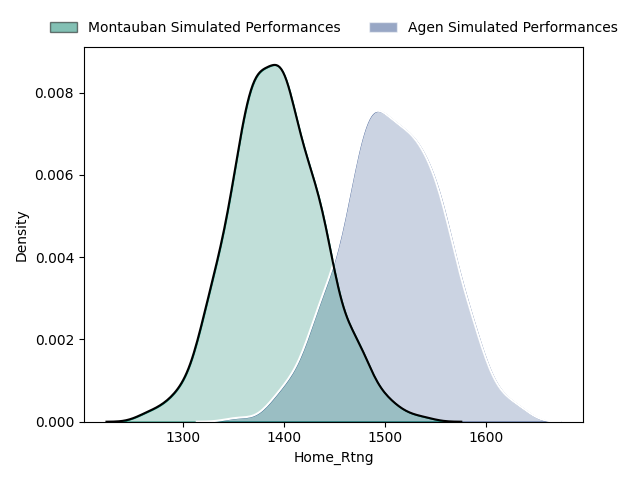 Montauban Simulated Performances Agen Simulated Performances
0.008
0.006
0.004
0.002
0.000
Density
1300 1400 1500 1600
Home_Rtng